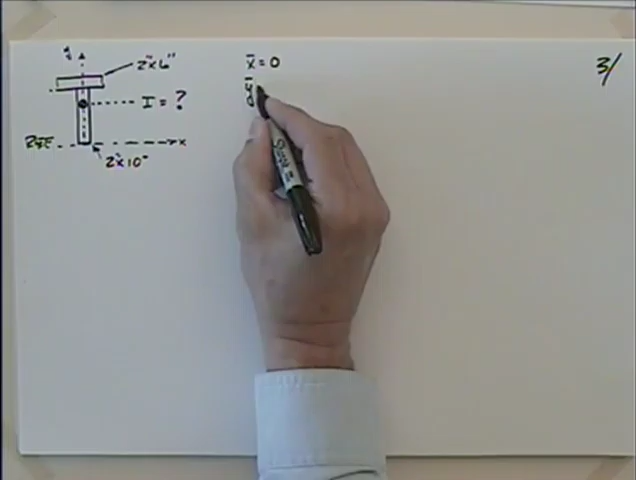 3/
y
2"x6"
I = ?
REF
x
2"x10"
x̄ = 0
ȳ